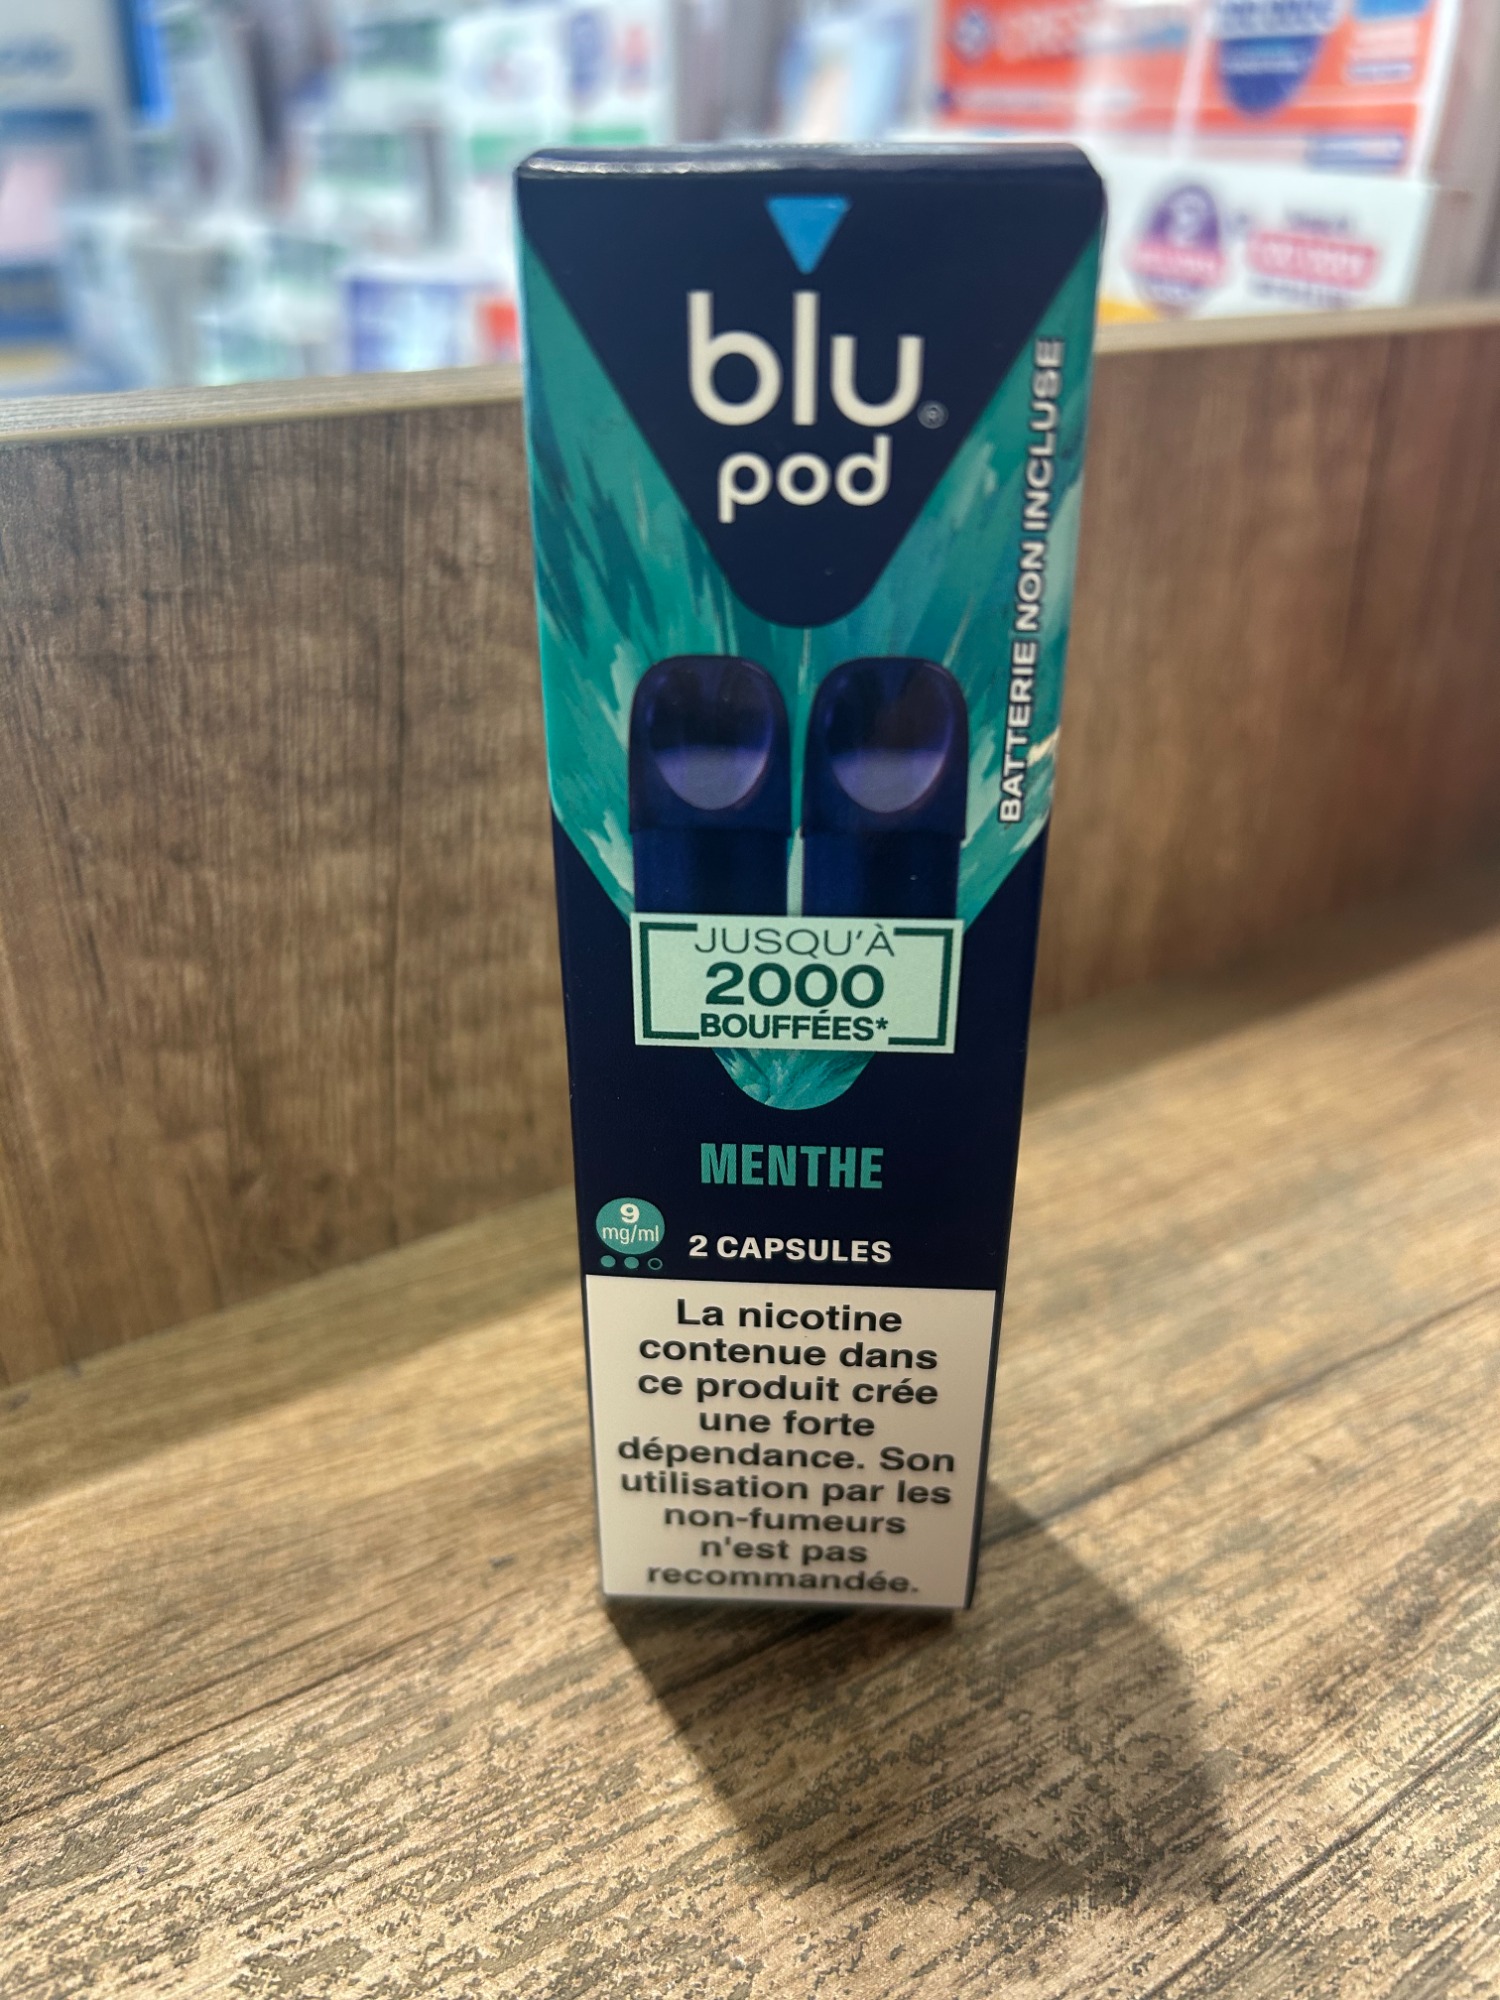 blu®
pod
BATTERIE NON INCLUSE
JUSQU'À
2000
BOUFFÉES*
MENTHE
9
mg/ml
2 CAPSULES
La nicotine
contenue dans
ce produit crée
une forte
dépendance. Son
utilisation par les
non-fumeurs
n'est pas
recommandée.